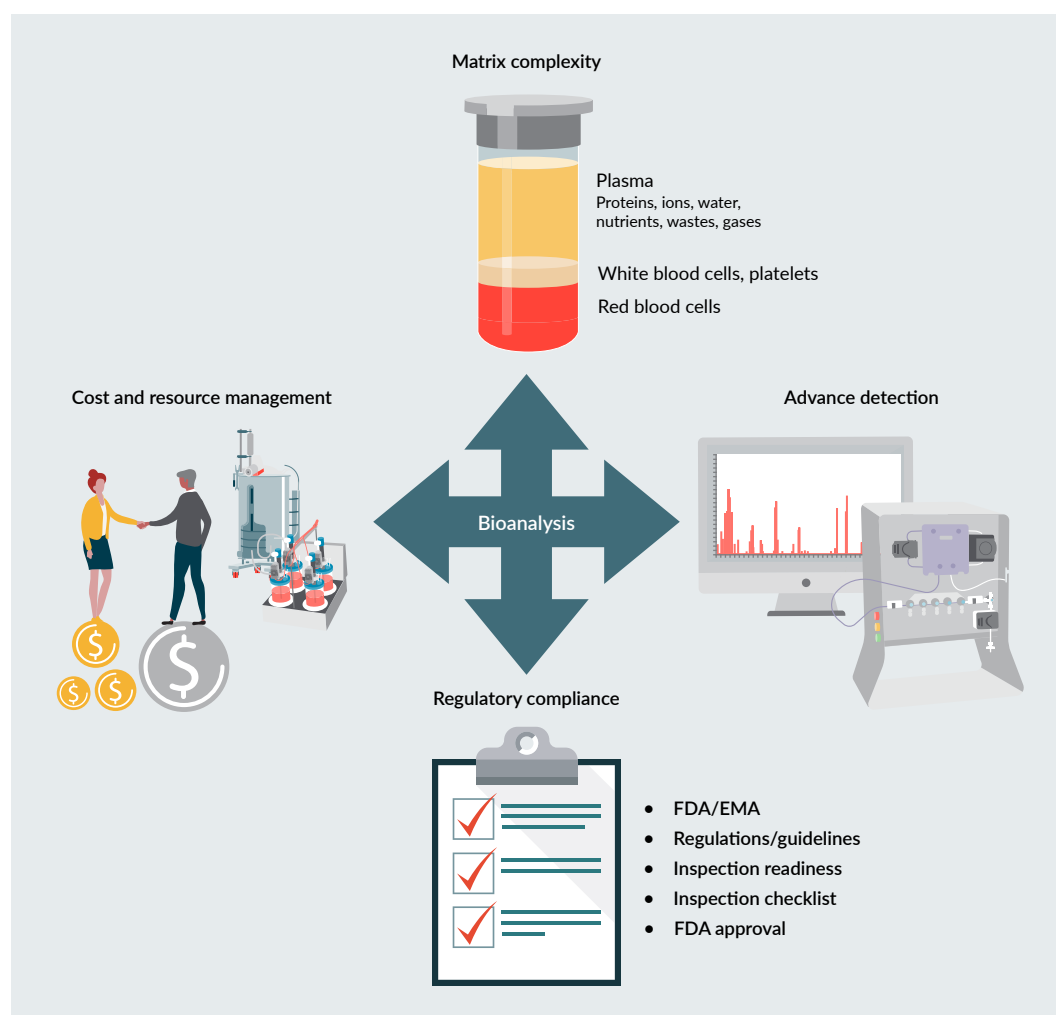 Matrix complexity
Plasma
Proteins, ions, water,
nutrients, wastes, gases
White blood cells, platelets
Red blood cells
Cost and resource management
Advance detection
Bioanalysis
$
$
$
$
Regulatory compliance
• FDA/EMA
• Regulations/guidelines
• Inspection readiness
• Inspection checklist
• FDA approval